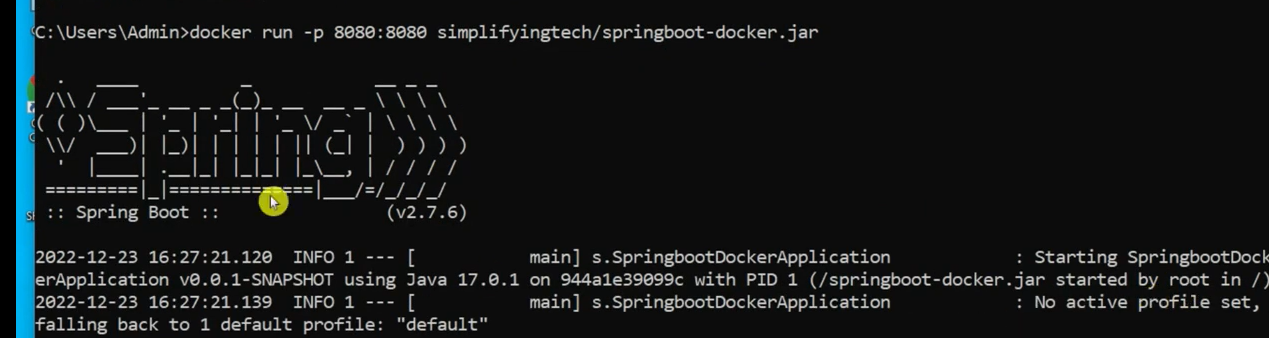 C:\Users\Admin>docker run -p 8080:8080 simplifyingtech/springboot-docker.jar
Spring
:: Spring Boot ::                (v2.7.6)
2022-12-23 16:27:21.120  INFO 1 --- [           main] s.SpringbootDockerApplication            : Starting SpringbootDock
erApplication v0.0.1-SNAPSHOT using Java 17.0.1 on 944a1e39099c with PID 1 (/springboot-docker.jar started by root in /)
2022-12-23 16:27:21.139  INFO 1 --- [           main] s.SpringbootDockerApplication            : No active profile set,
falling back to 1 default profile: "default"